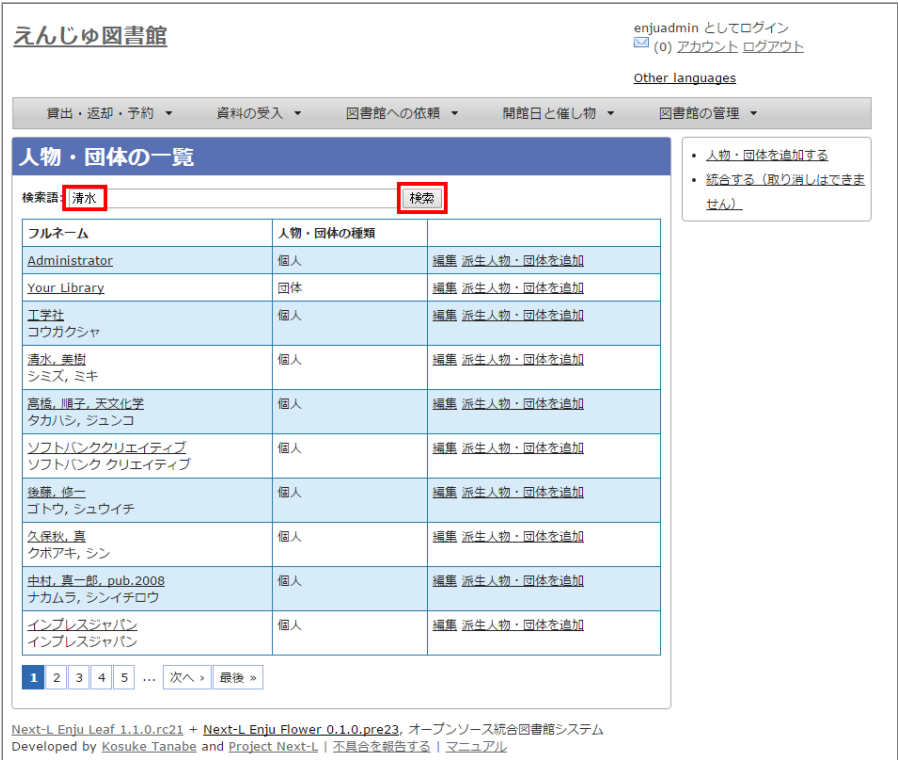 えんじゅ図書館
enjuadmin としてログイン
(0) アカウント ログアウト
Other languages
貸出・返却・予約 ▼ 資料の受入 ▼ 図書館への依頼 ▼ 開館日と催し物 ▼ 図書館の管理 ▼
人物・団体の一覧
検索語: 清水 検索
フルネーム 人物・団体の種類
Administrator 個人 編集 派生人物・団体を追加
Your Library 団体 編集 派生人物・団体を追加
工学社 個人 編集 派生人物・団体を追加
コウガクシャ
清水, 美樹 個人 編集 派生人物・団体を追加
シミズ, ミキ
高橋, 順子, 天文化学 個人 編集 派生人物・団体を追加
タカハシ, ジュンコ
ソフトバンククリエイティブ 個人 編集 派生人物・団体を追加
ソフトバンク クリエイティブ
後藤, 修一 個人 編集 派生人物・団体を追加
ゴトウ, シュウイチ
久保秋, 真 個人 編集 派生人物・団体を追加
クボアキ, シン
中村, 真一郎, pub.2008 個人 編集 派生人物・団体を追加
ナカムラ, シンイチロウ
インプレスジャパン 個人 編集 派生人物・団体を追加
インプレスジャパン
1 2 3 4 5 … 次へ › 最後 »
• 人物・団体を追加する
• 統合する（取り消しはできま
せん）
Next-L Enju Leaf 1.1.0.rc21 + Next-L Enju Flower 0.1.0.pre23, オープンソース統合図書館システム
Developed by Kosuke Tanabe and Project Next-L | 不具合を報告する | マニュアル